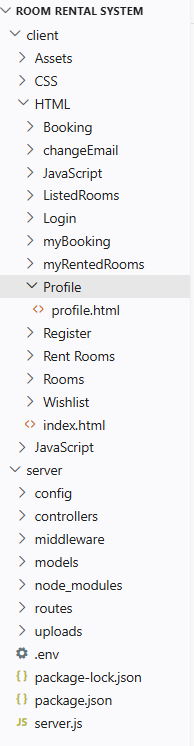 ROOM RENTAL SYSTEM
client
Assets
CSS
HTML
Booking
changeEmail
JavaScript
ListedRooms
Login
myBooking
myRentedRooms
Profile
<> profile.html
Register
Rent Rooms
Rooms
Wishlist
<> index.html
JavaScript
server
config
controllers
middleware
models
node_modules
routes
uploads
.env
{} package-lock.json
{} package.json
JS server.js